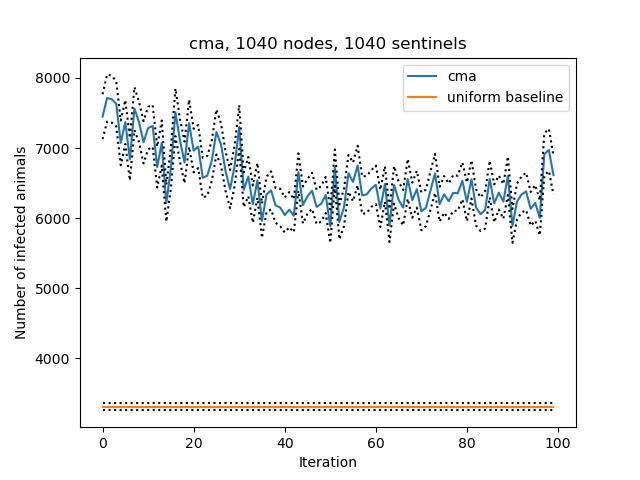 cma, 1040 nodes, 1040 sentinels
cma
uniform baseline
Number of infected animals
8000
7000
6000
5000
4000
0 20 40 60 80 100
Iteration